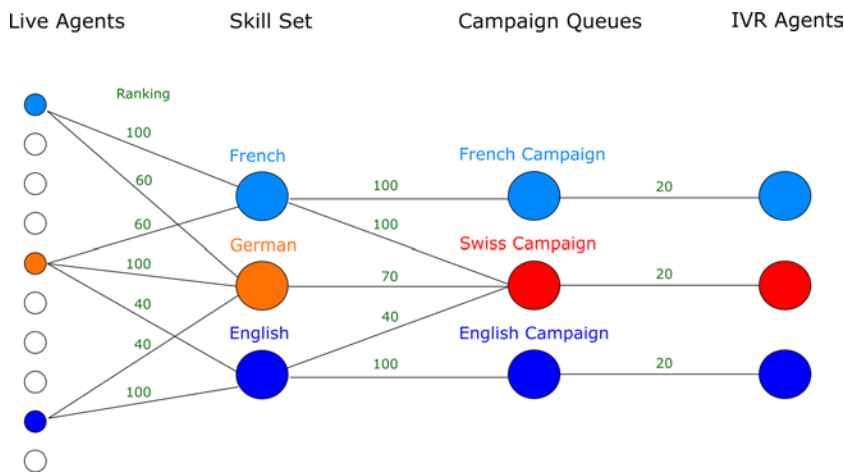 Live Agents Skill Set Campaign Queues IVR Agents
Ranking
100
French French Campaign
60 100 20
60 100
German Swiss Campaign
100 70 20
40 40
English English Campaign
40
100 100 20